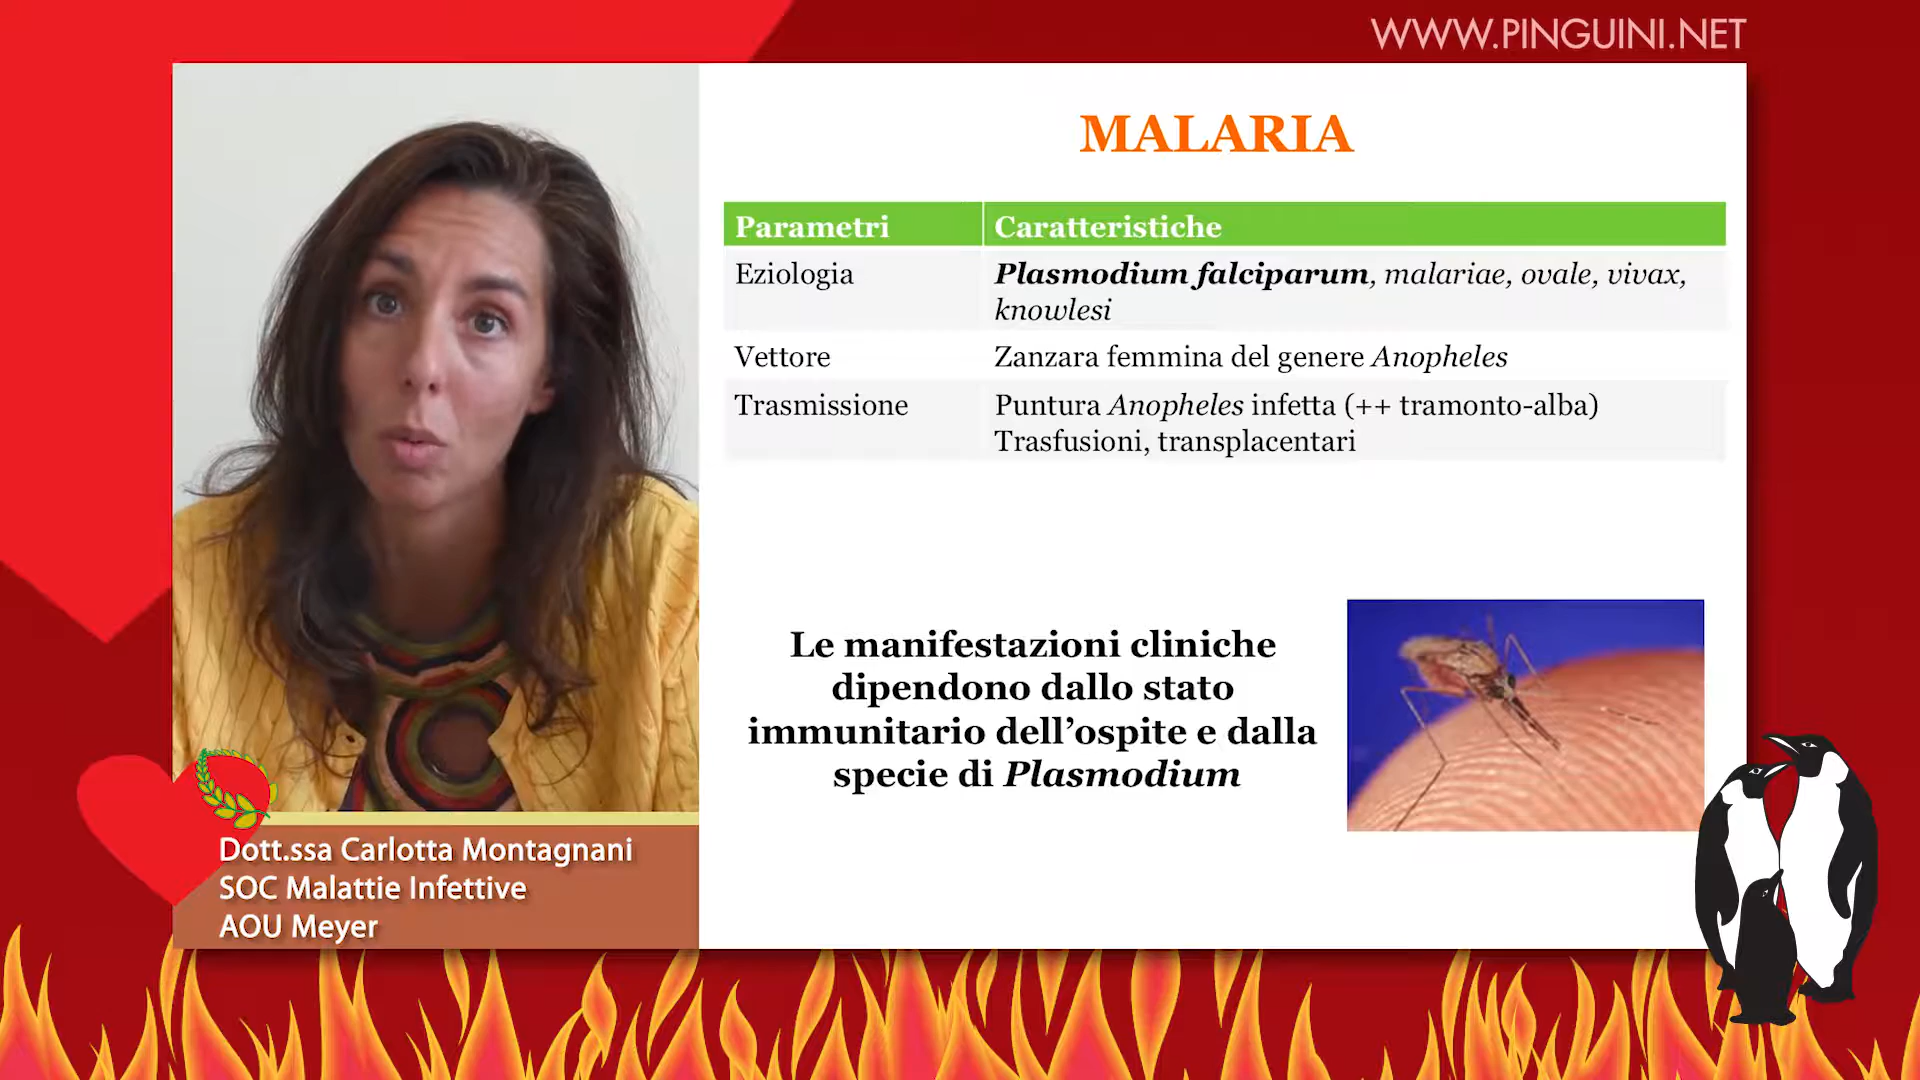 WWW.PINGUINI.NET
MALARIA
Parametri
Caratteristiche
Eziologia
Plasmodium falciparum, malariae, ovale, vivax,
knowlesi
Vettore
Zanzara femmina del genere Anopheles
Trasmissione
Puntura Anopheles infetta (++ tramonto-alba)
Trasfusioni, transplacentari
Le manifestazioni cliniche
dipendono dallo stato
immunitario dell’ospite e dalla
specie di Plasmodium
Dott.ssa Carlotta Montagnani
SOC Malattie Infettive
AOU Meyer